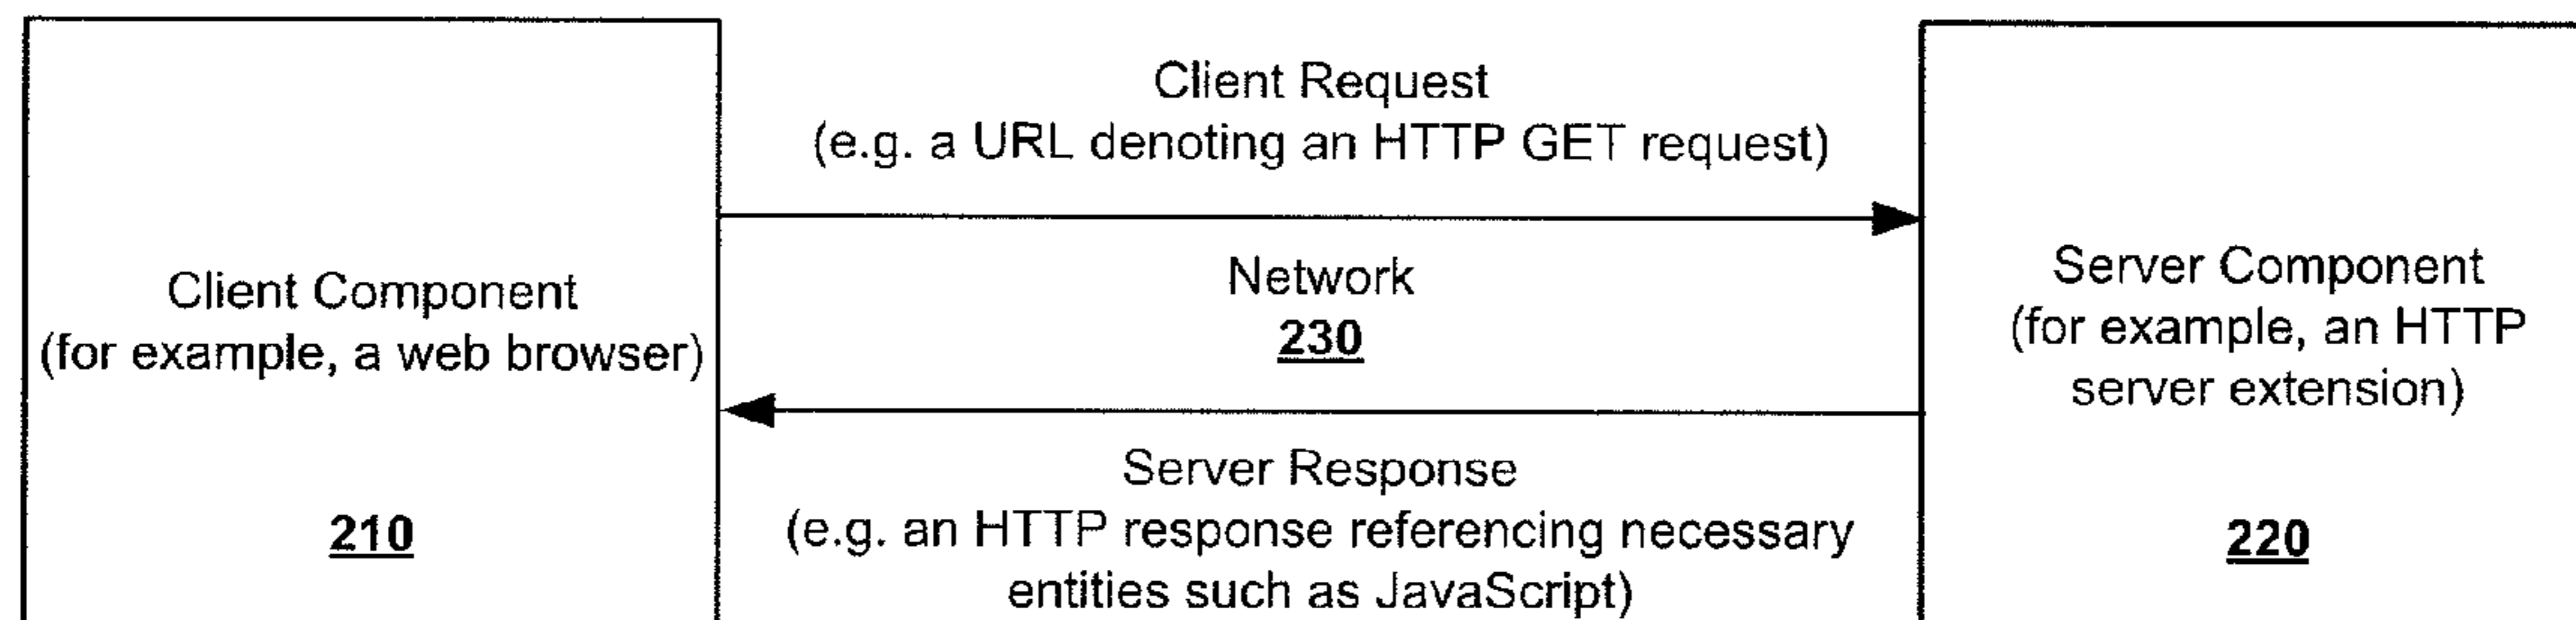 Client Component
(for example, a web browser)
210
Client Request
(e.g. a URL denoting an HTTP GET request)
Network
230
Server Response
(e.g. an HTTP response referencing necessary
entities such as JavaScript)
Server Component
(for example, an HTTP
server extension)
220